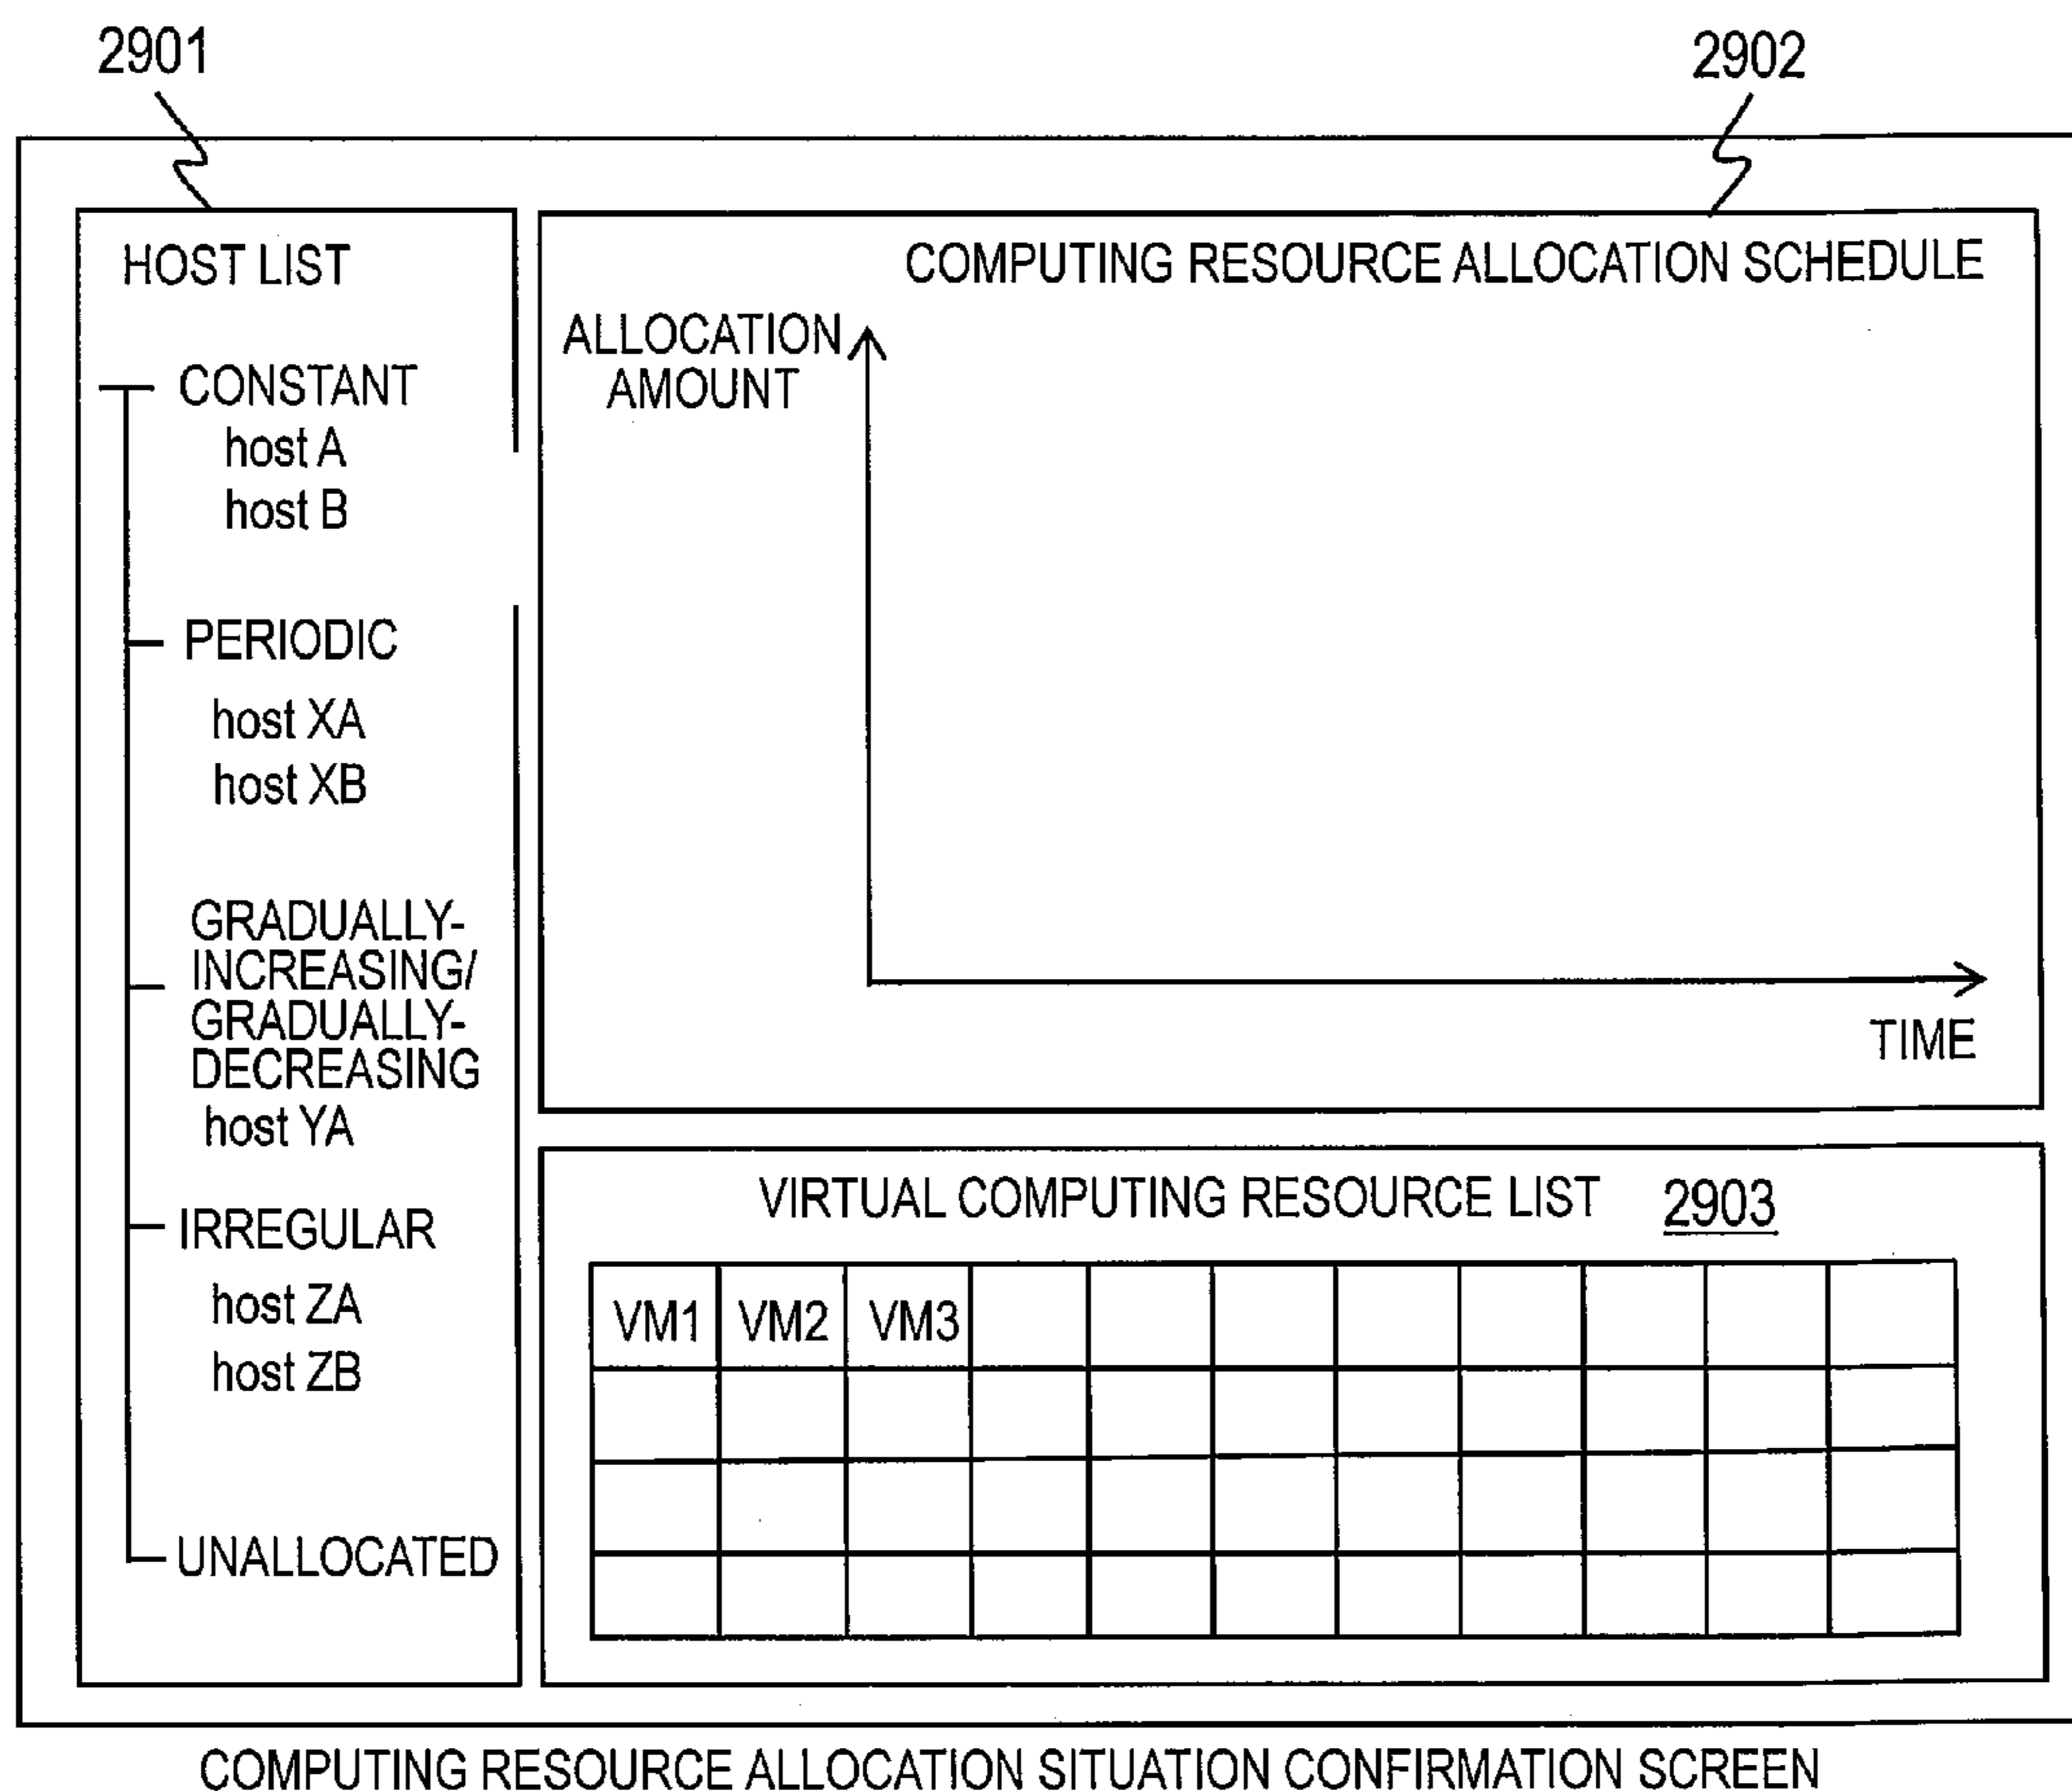 2901
2902
HOST LIST
CONSTANT
host A
host B
PERIODIC
host XA
host XB
GRADUALLY-
INCREASING/
GRADUALLY-
DECREASING
host YA
IRREGULAR
host ZA
host ZB
UNALLOCATED
COMPUTING RESOURCE ALLOCATION SCHEDULE
ALLOCATION
AMOUNT
TIME
VIRTUAL COMPUTING RESOURCE LIST 2903
VM1 VM2 VM3
COMPUTING RESOURCE ALLOCATION SITUATION CONFIRMATION SCREEN